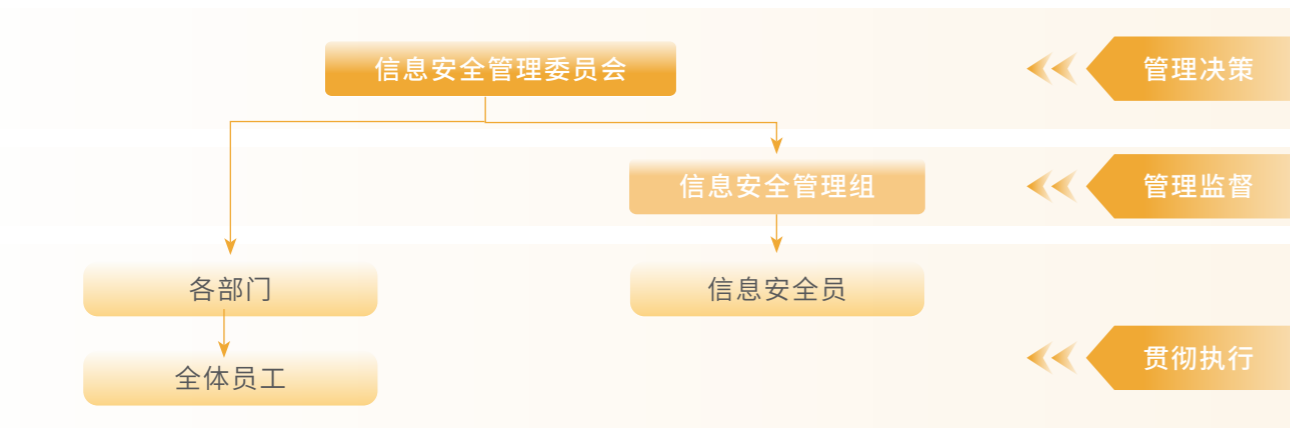 信息安全管理委员会
管理决策
信息安全管理组
管理监督
各部门
信息安全员
全体员工
贯彻执行